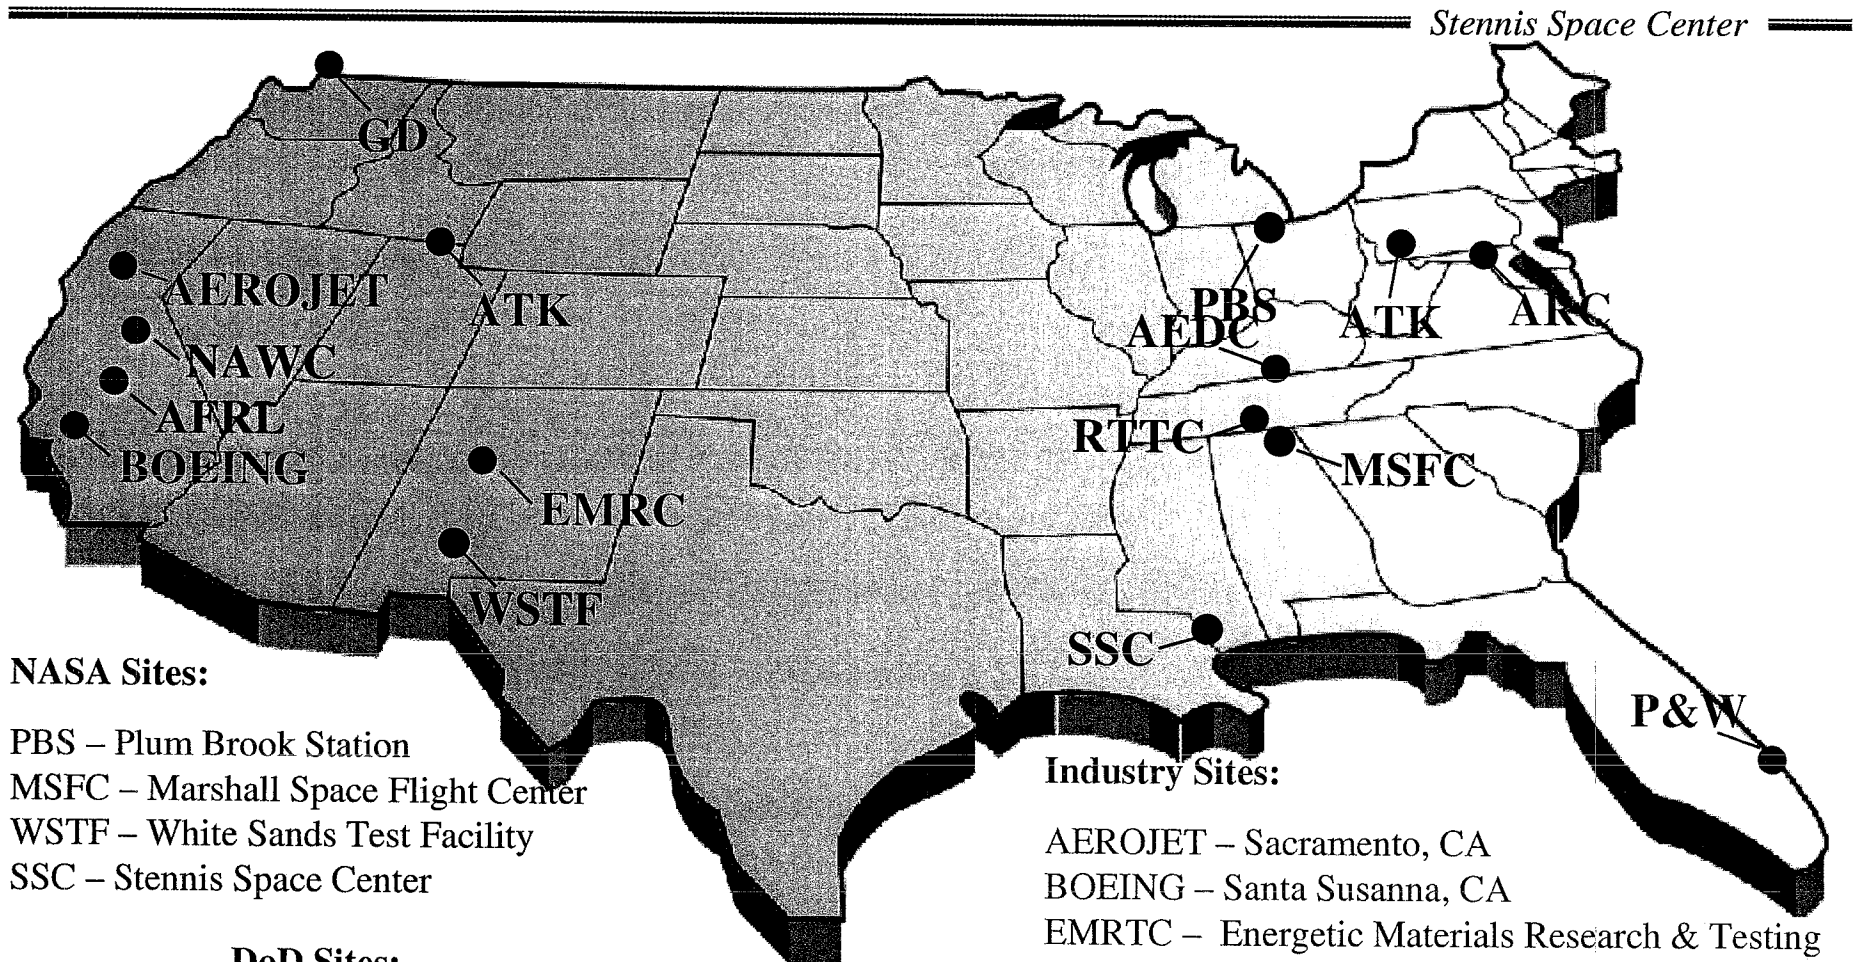 Stennis Space Center
GD
AEROJET
ATK
NAWC
AFRL
BOEING
EMRC
WSTF
PBS
AEDC
ATK
ARC
RTTC
MSFC
SSC
P&W
NASA Sites:
PBS – Plum Brook Station
MSFC – Marshall Space Flight Center
WSTF – White Sands Test Facility
SSC – Stennis Space Center
DoD Sites:
Industry Sites:
AEROJET – Sacramento, CA
BOEING – Santa Susanna, CA
EMRTC – Energetic Materials Research & Testing